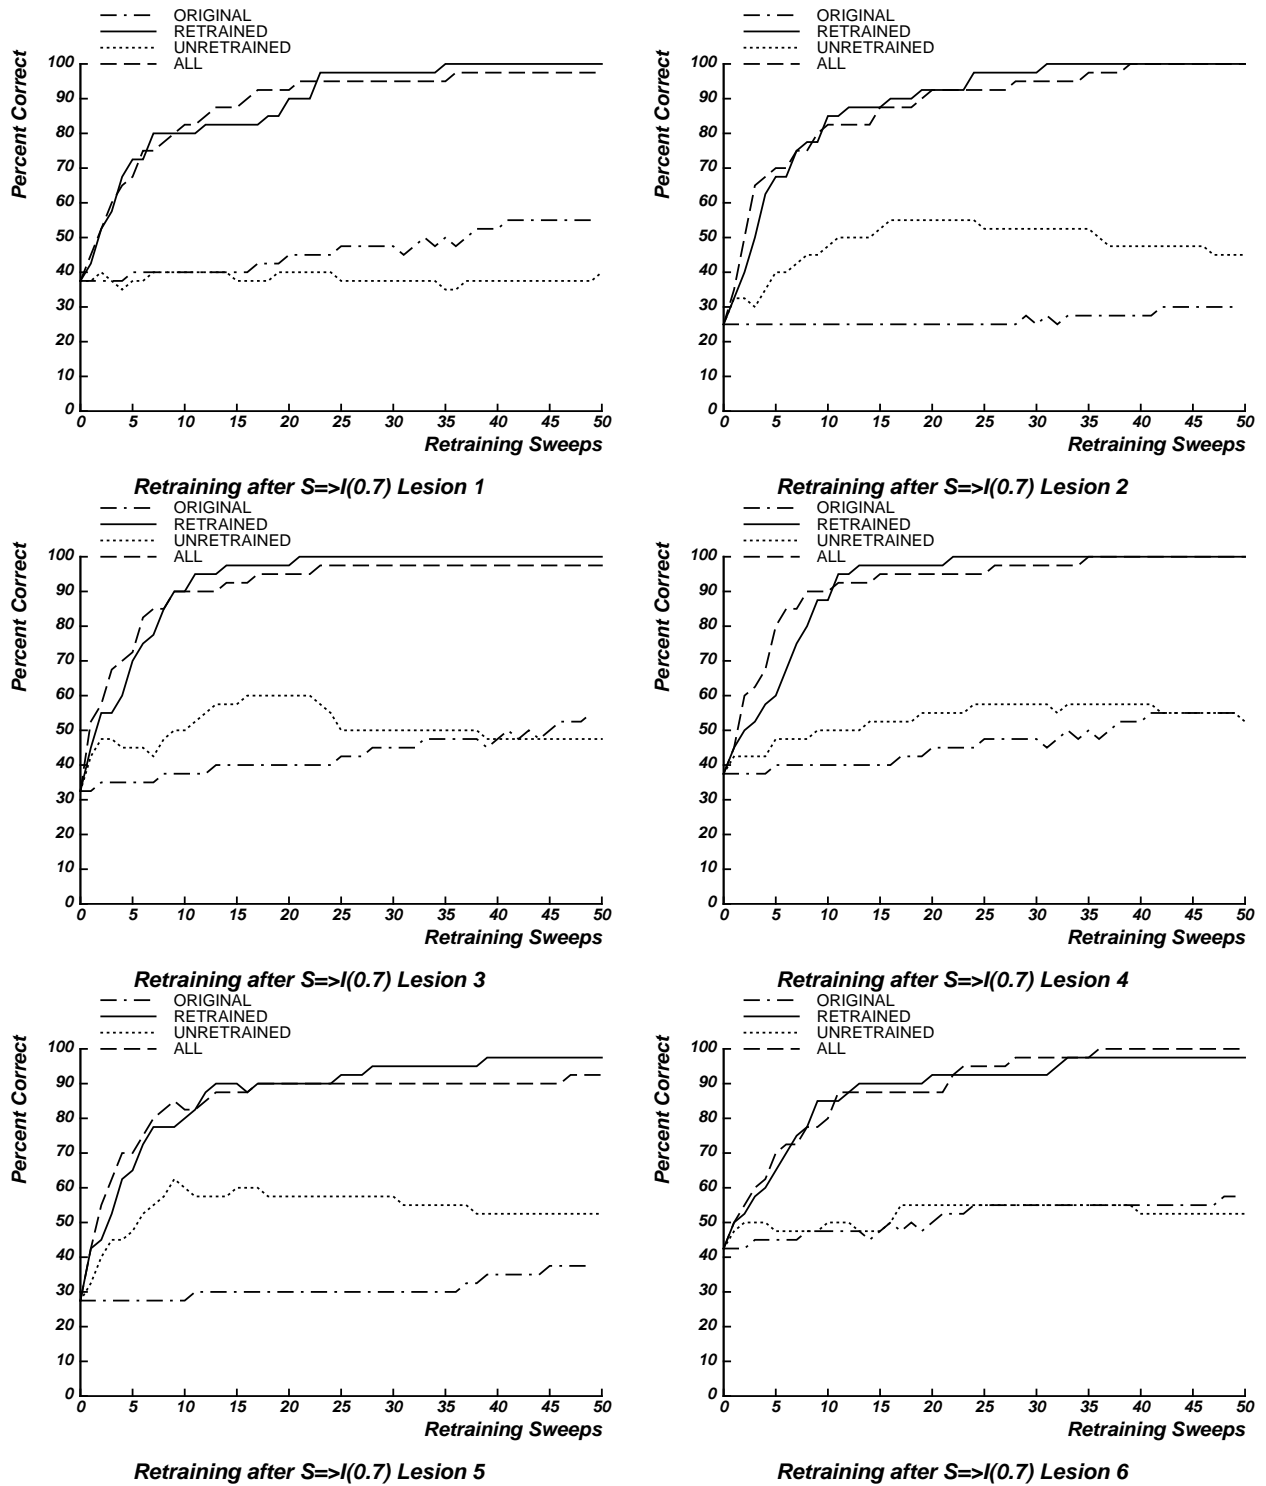 ORIGINAL
RETRAINED
UNRETRAINED
ALL
Percent Correct
100
90
80
70
60
50
40
30
20
10
0
0 5 10 15 20 25 30 35 40 45 50
Retraining Sweeps
Retraining after S=>I(0.7) Lesion 1
ORIGINAL
RETRAINED
UNRETRAINED
ALL
Percent Correct
100
90
80
70
60
50
40
30
20
10
0
0 5 10 15 20 25 30 35 40 45 50
Retraining Sweeps
Retraining after S=>I(0.7) Lesion 2
ORIGINAL
RETRAINED
UNRETRAINED
ALL
Percent Correct
100
90
80
70
60
50
40
30
20
10
0
0 5 10 15 20 25 30 35 40 45 50
Retraining Sweeps
Retraining after S=>I(0.7) Lesion 3
ORIGINAL
RETRAINED
UNRETRAINED
ALL
Percent Correct
100
90
80
70
60
50
40
30
20
10
0
0 5 10 15 20 25 30 35 40 45 50
Retraining Sweeps
Retraining after S=>I(0.7) Lesion 4
ORIGINAL
RETRAINED
UNRETRAINED
ALL
Percent Correct
100
90
80
70
60
50
40
30
20
10
0
0 5 10 15 20 25 30 35 40 45 50
Retraining Sweeps
Retraining after S=>I(0.7) Lesion 5
ORIGINAL
RETRAINED
UNRETRAINED
ALL
Percent Correct
100
90
80
70
60
50
40
30
20
10
0
0 5 10 15 20 25 30 35 40 45 50
Retraining Sweeps
Retraining after S=>I(0.7) Lesion 6